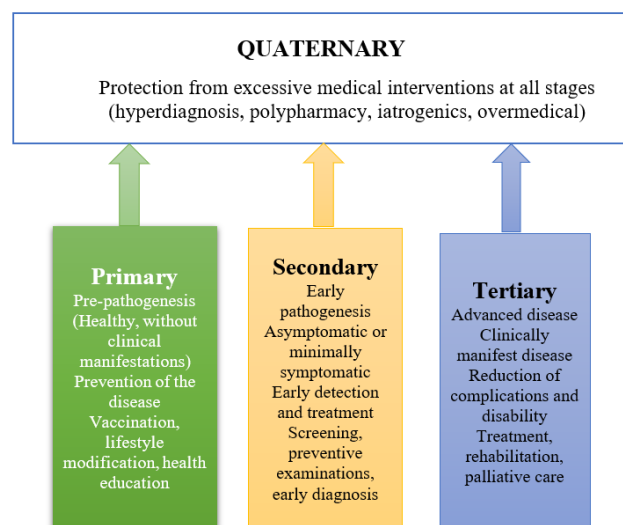 QUATERNARY
Protection from excessive medical interventions at all stages
(hyperdiagnosis, polypharmacy, iatrogenics, overmedical)
Primary
Pre-pathogenesis
(Healthy, without
clinical
manifestations)
Prevention of the
disease
Vaccination,
lifestyle
modification, health
education
Secondary
Early
pathogenesis
Asymptomatic or
minimally
symptomatic
Early detection
and treatment
Screening,
preventive
examinations,
early diagnosis
Tertiary
Advanced disease
Clinically
manifest disease
Reduction of
complications and
disability
Treatment,
rehabilitation,
palliative care